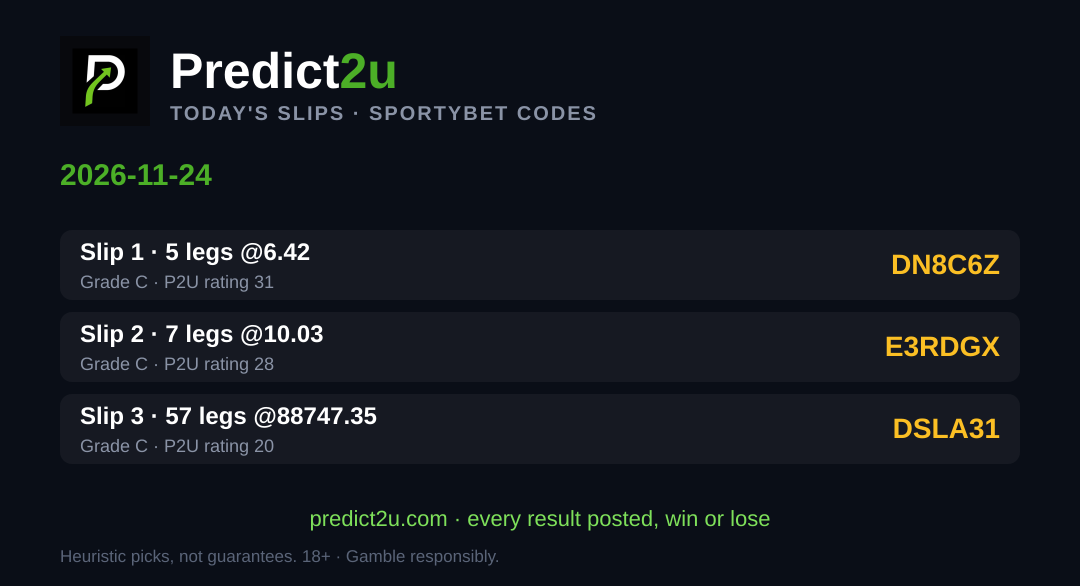 Predict2u
TODAY'S SLIPS · SPORTYBET CODES
2026-11-24
Slip 1 · 5 legs @6.42
Grade C · P2U rating 31
DN8C6Z
Slip 2 · 7 legs @10.03
Grade C · P2U rating 28
E3RDGX
Slip 3 · 57 legs @88747.35
Grade C · P2U rating 20
DSLA31
predict2u.com · every result posted, win or lose
Heuristic picks, not guarantees. 18+ · Gamble responsibly.